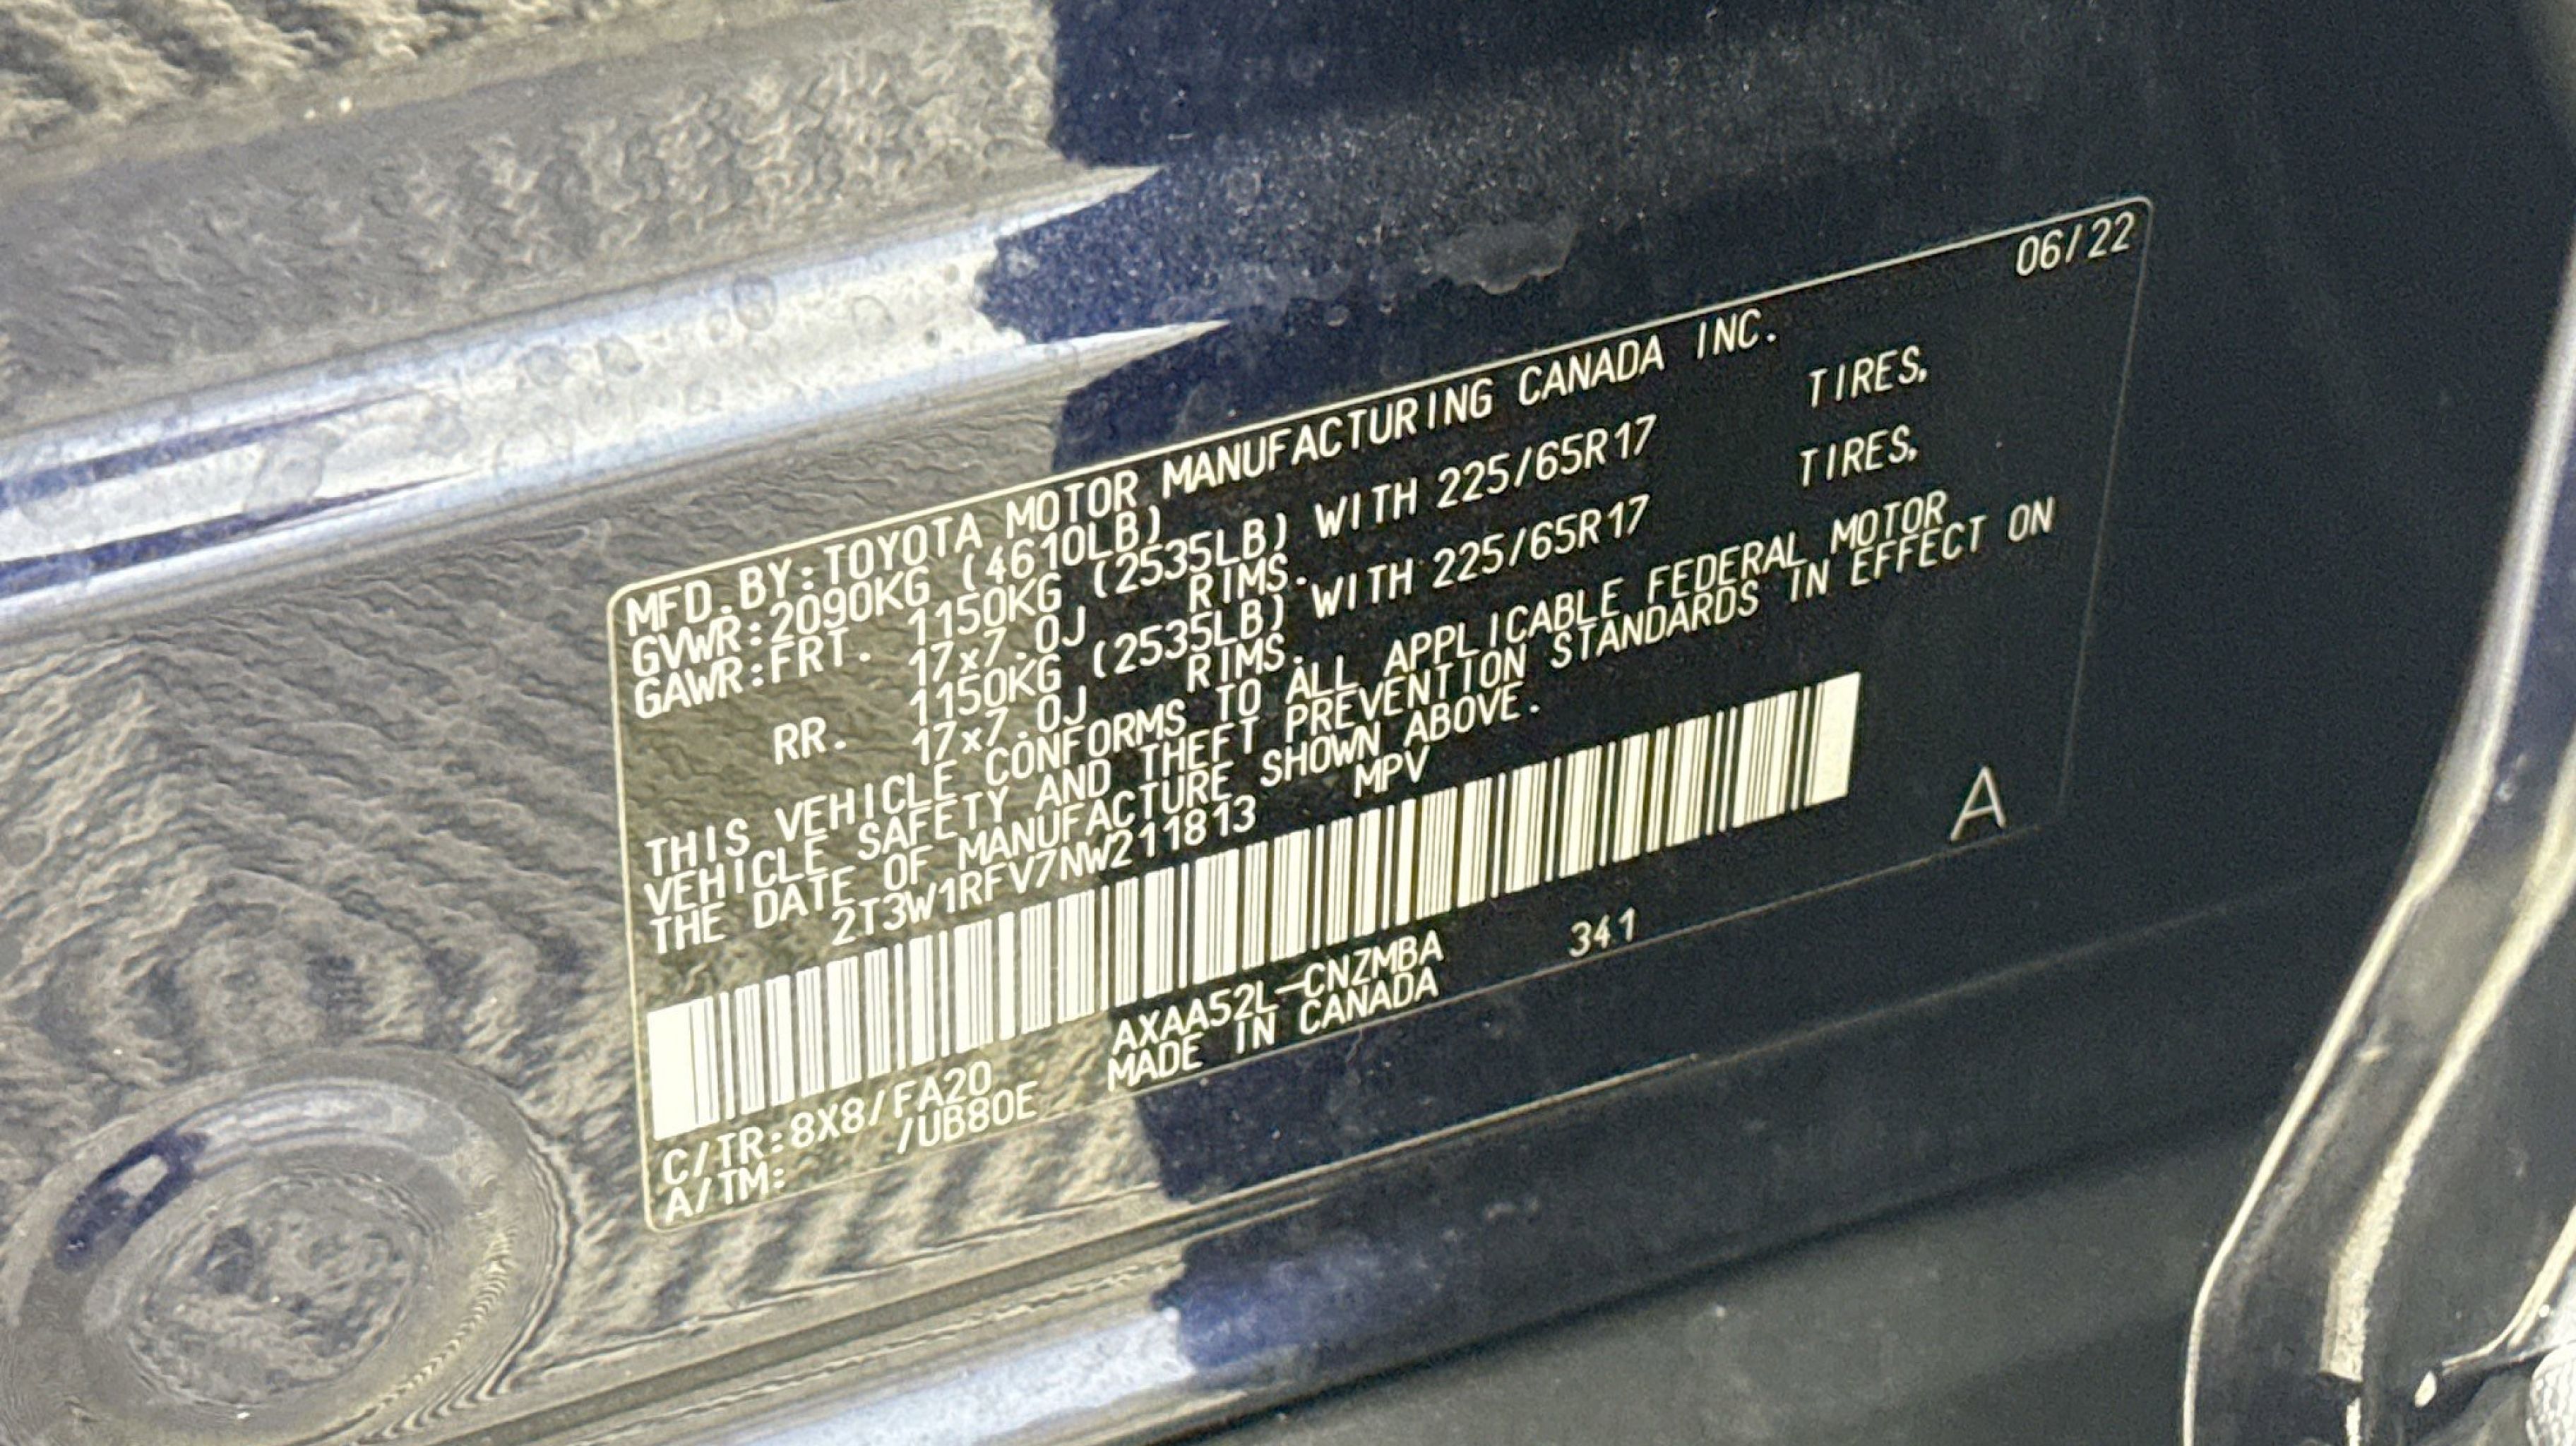 06/22
MFD.BY:TOYOTA MOTOR MANUFACTURING CANADA INC.
GVWR:2090KG (4610LB)
GAWR:FRT. 1150KG (2535LB) WITH 225/65R17 TIRES,
17x7.0J RIMS.
RR. 1150KG (2535LB) WITH 225/65R17 TIRES,
17x7.0J RIMS.
THIS VEHICLE CONFORMS TO ALL APPLICABLE FEDERAL MOTOR
VEHICLE SAFETY AND THEFT PREVENTION STANDARDS IN EFFECT ON
THE DATE OF MANUFACTURE SHOWN ABOVE.
2T3W1RFV7NW211813 MPV
A
C/TR:8X8/FA20 AXAA52L-CNZMBA 341
A/TM: /UB80E MADE IN CANADA